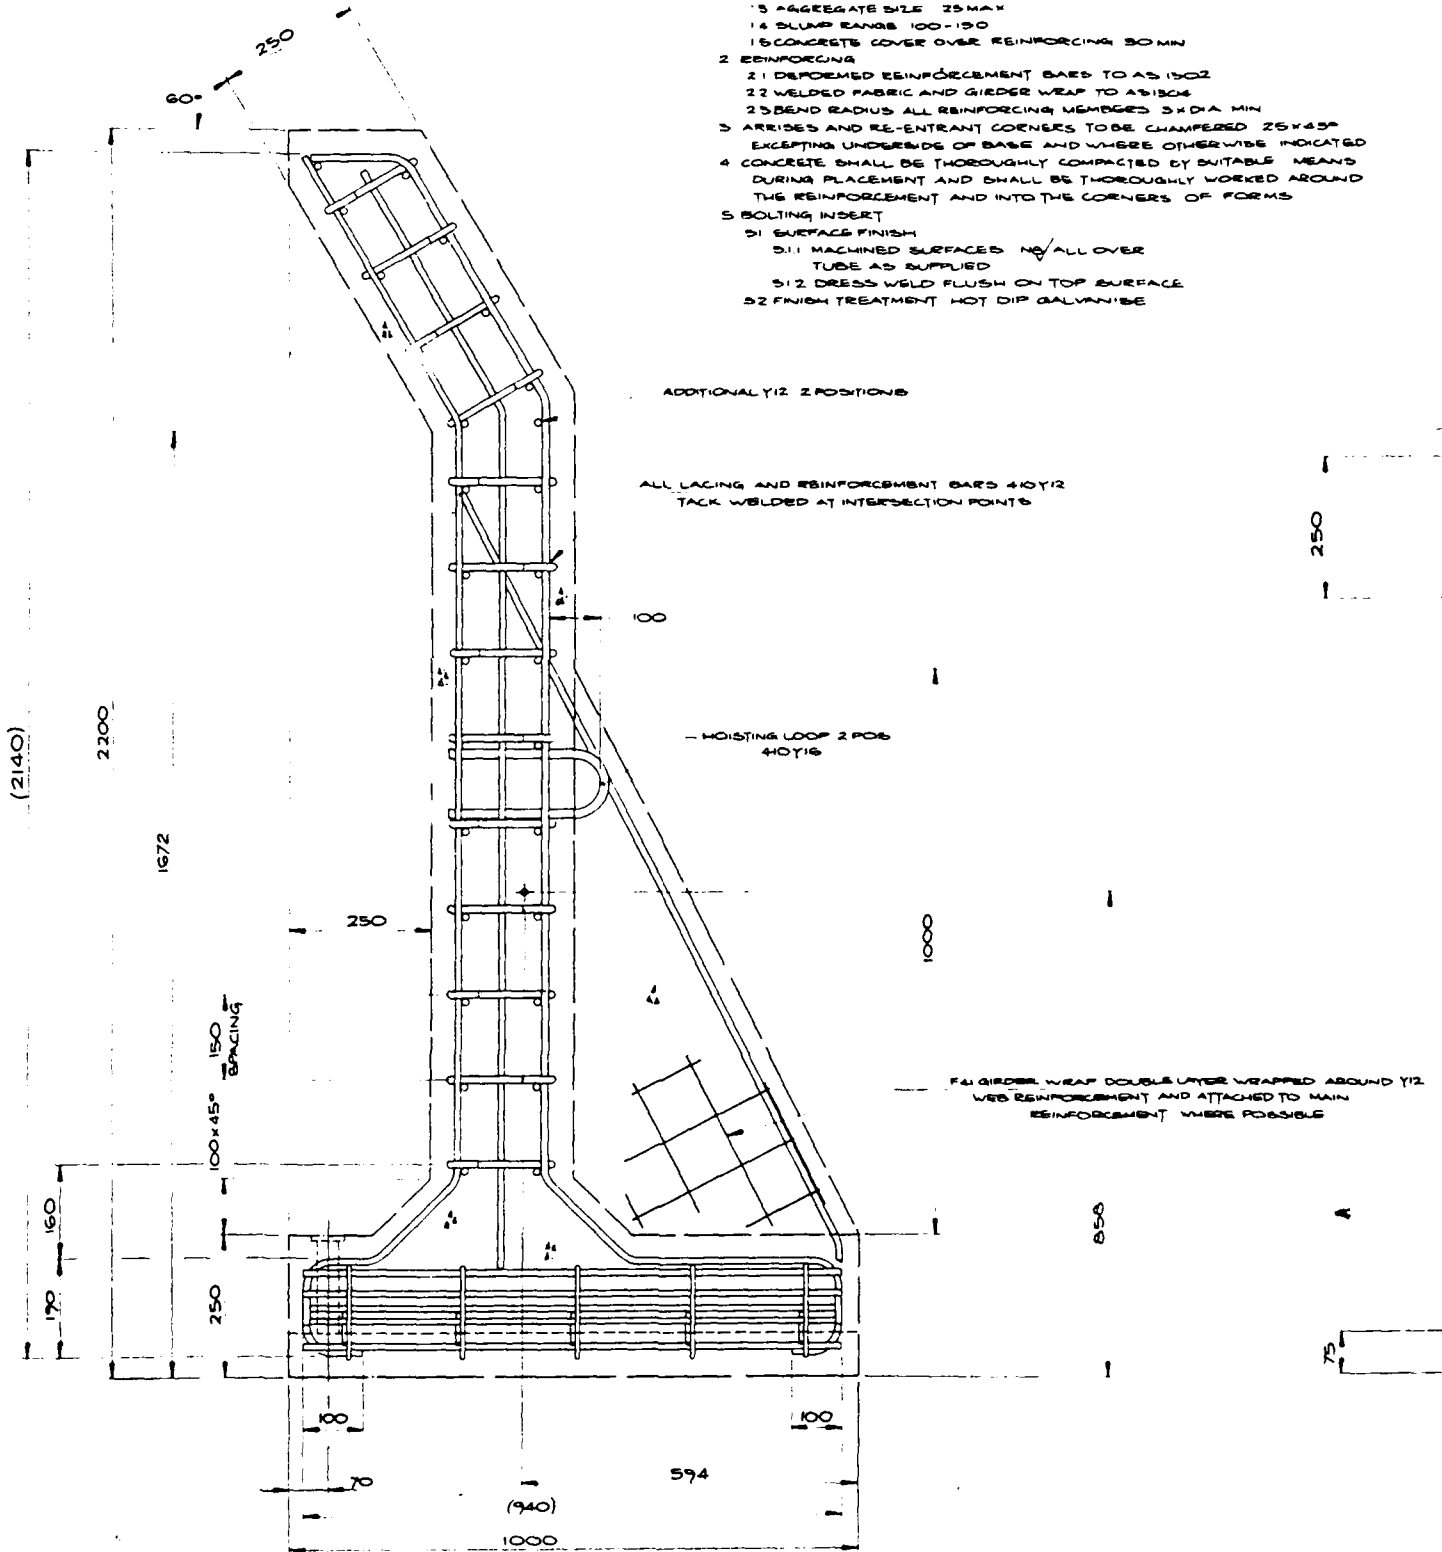 1.3 AGGREGATE SIZE 25 MAX
1.4 SLUMP RANGE 100-150
1.5 CONCRETE COVER OVER REINFORCING 30 MIN
2 REINFORCING
2.1 DEFORMED REINFORCEMENT BARS TO AS 1302
2.2 WELDED FABRIC AND GIRDER WRAP TO AS 1304
2.3 BEND RADIUS ALL REINFORCING MEMBERS 3 x DIA MIN
3 ARRISES AND RE-ENTRANT CORNERS TO BE CHAMFERED 25x45°
EXCEPTING UNDERSIDE OF BASE AND WHERE OTHERWISE INDICATED
4 CONCRETE SHALL BE THOROUGHLY COMPACTED BY SUITABLE MEANS
DURING PLACEMENT AND SHALL BE THOROUGHLY WORKED AROUND
THE REINFORCEMENT AND INTO THE CORNERS OF FORMS
5 BOLTING INSERT
5.1 SURFACE FINISH
5.1.1 MACHINED SURFACES ALL OVER
TUBE AS SUPPLIED
5.1.2 DRESS WELD FLUSH ON TOP SURFACE
5.2 FINISH TREATMENT HOT DIP GALVANISE
250
60°
ADDITIONAL Y12 2 POSITIONS
ALL LACING AND REINFORCEMENT BARS 410Y12
TACK WELDED AT INTERSECTION POINTS
250
100
HOISTING LOOP 2 POS
410Y16
(2140)
2200
1672
250
1000
150
SPACING
100x45°
F41 GIRDER WRAP DOUBLE LAYER WRAPPED AROUND Y12
WEB REINFORCEMENT AND ATTACHED TO MAIN
REINFORCEMENT WHERE POSSIBLE
160
190
250
858
A
75
100
100
70
594
(940)
1000